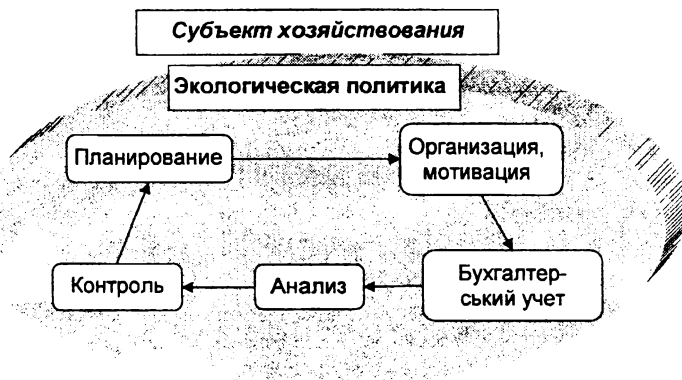 Субъект хозяйствования
Экологическая политика
Планирование
Организация,
мотивация
Контроль
Анализ
Бухгалтер-
ський учет